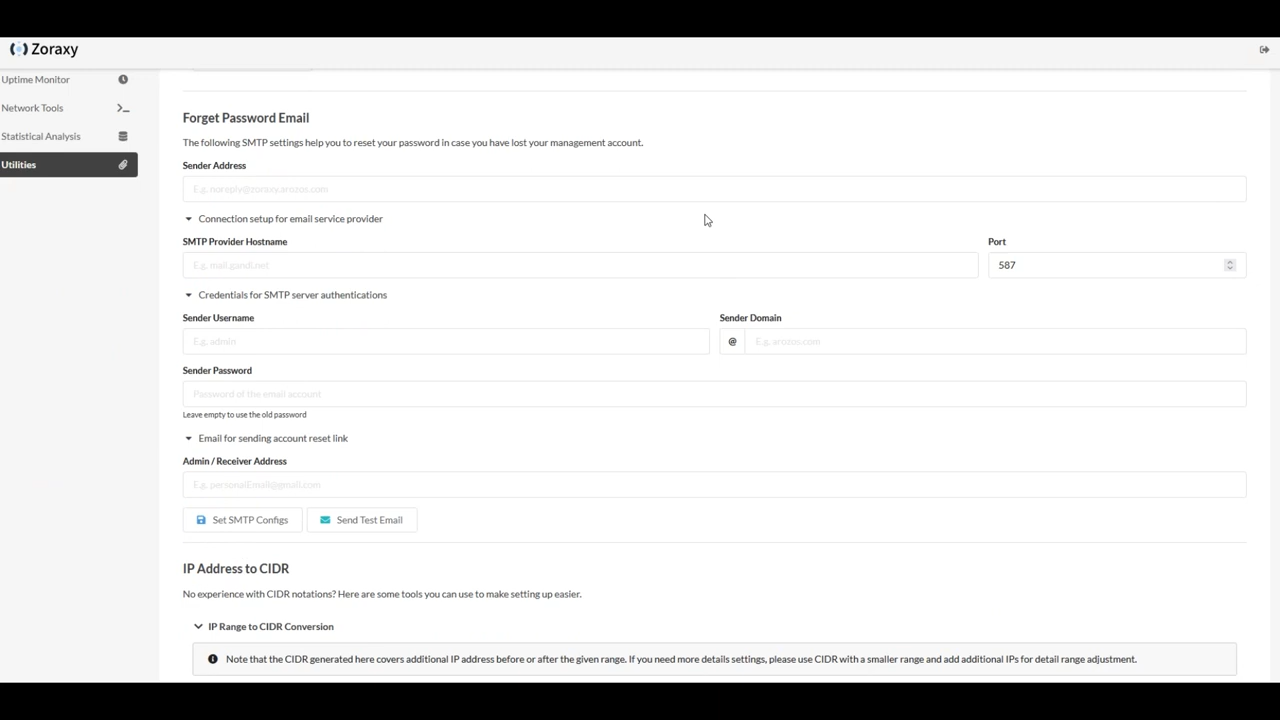 Zoraxy
Uptime Monitor
Network Tools
Statistical Analysis
Utilities
Forget Password Email
The following SMTP settings help you to reset your password in case you have lost your management account.
Sender Address
E.g. noreply@zoraxy.arozos.com
Connection setup for email service provider
SMTP Provider Hostname
Port
E.g. mail.gandi.net
587
Credentials for SMTP server authentications
Sender Username
Sender Domain
E.g. admin
@
E.g. arozos.com
Sender Password
Password of the email account
Leave empty to use the old password
Email for sending account reset link
Admin / Receiver Address
E.g. personalEmail@gmail.com
Set SMTP Configs
Send Test Email
IP Address to CIDR
No experience with CIDR notations? Here are some tools you can use to make setting up easier.
IP Range to CIDR Conversion
Note that the CIDR generated here covers additional IP address before or after the given range. If you need more details settings, please use CIDR with a smaller range and add additional IPs for detail range adjustment.